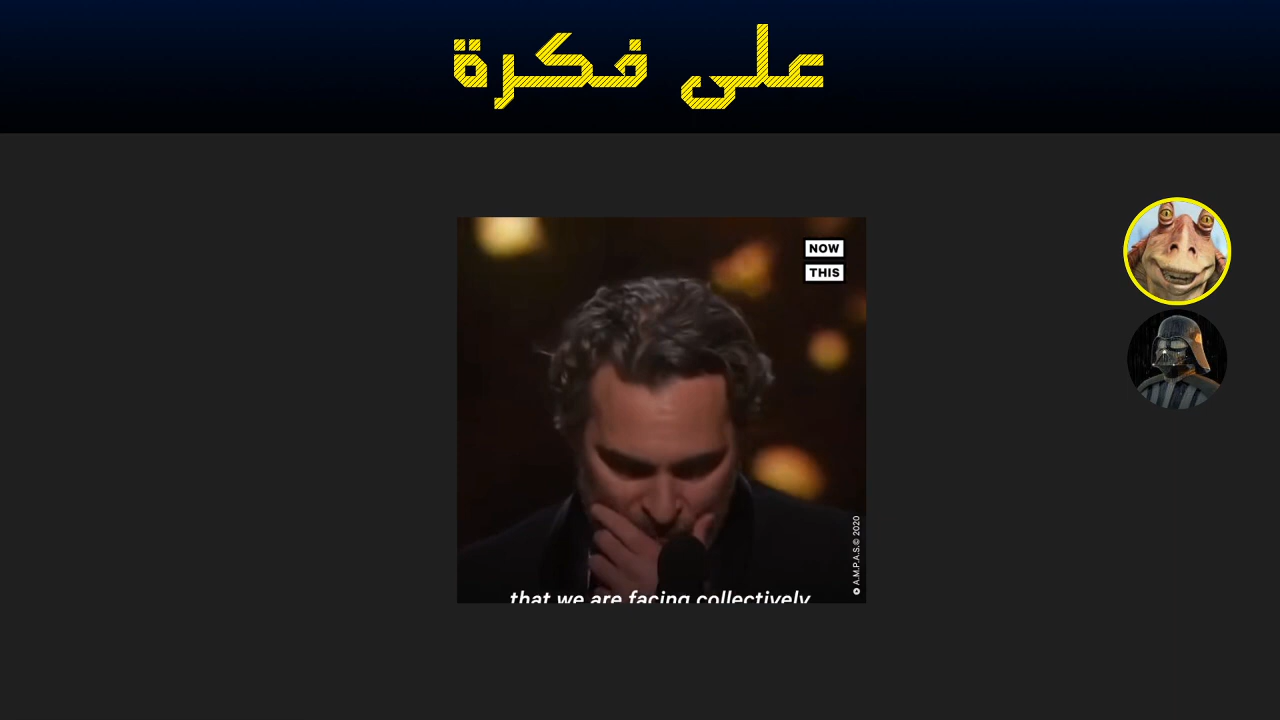 على فكرة
NOW
THIS
© A.M.P.A.S.© 2020
that we are facing collectively